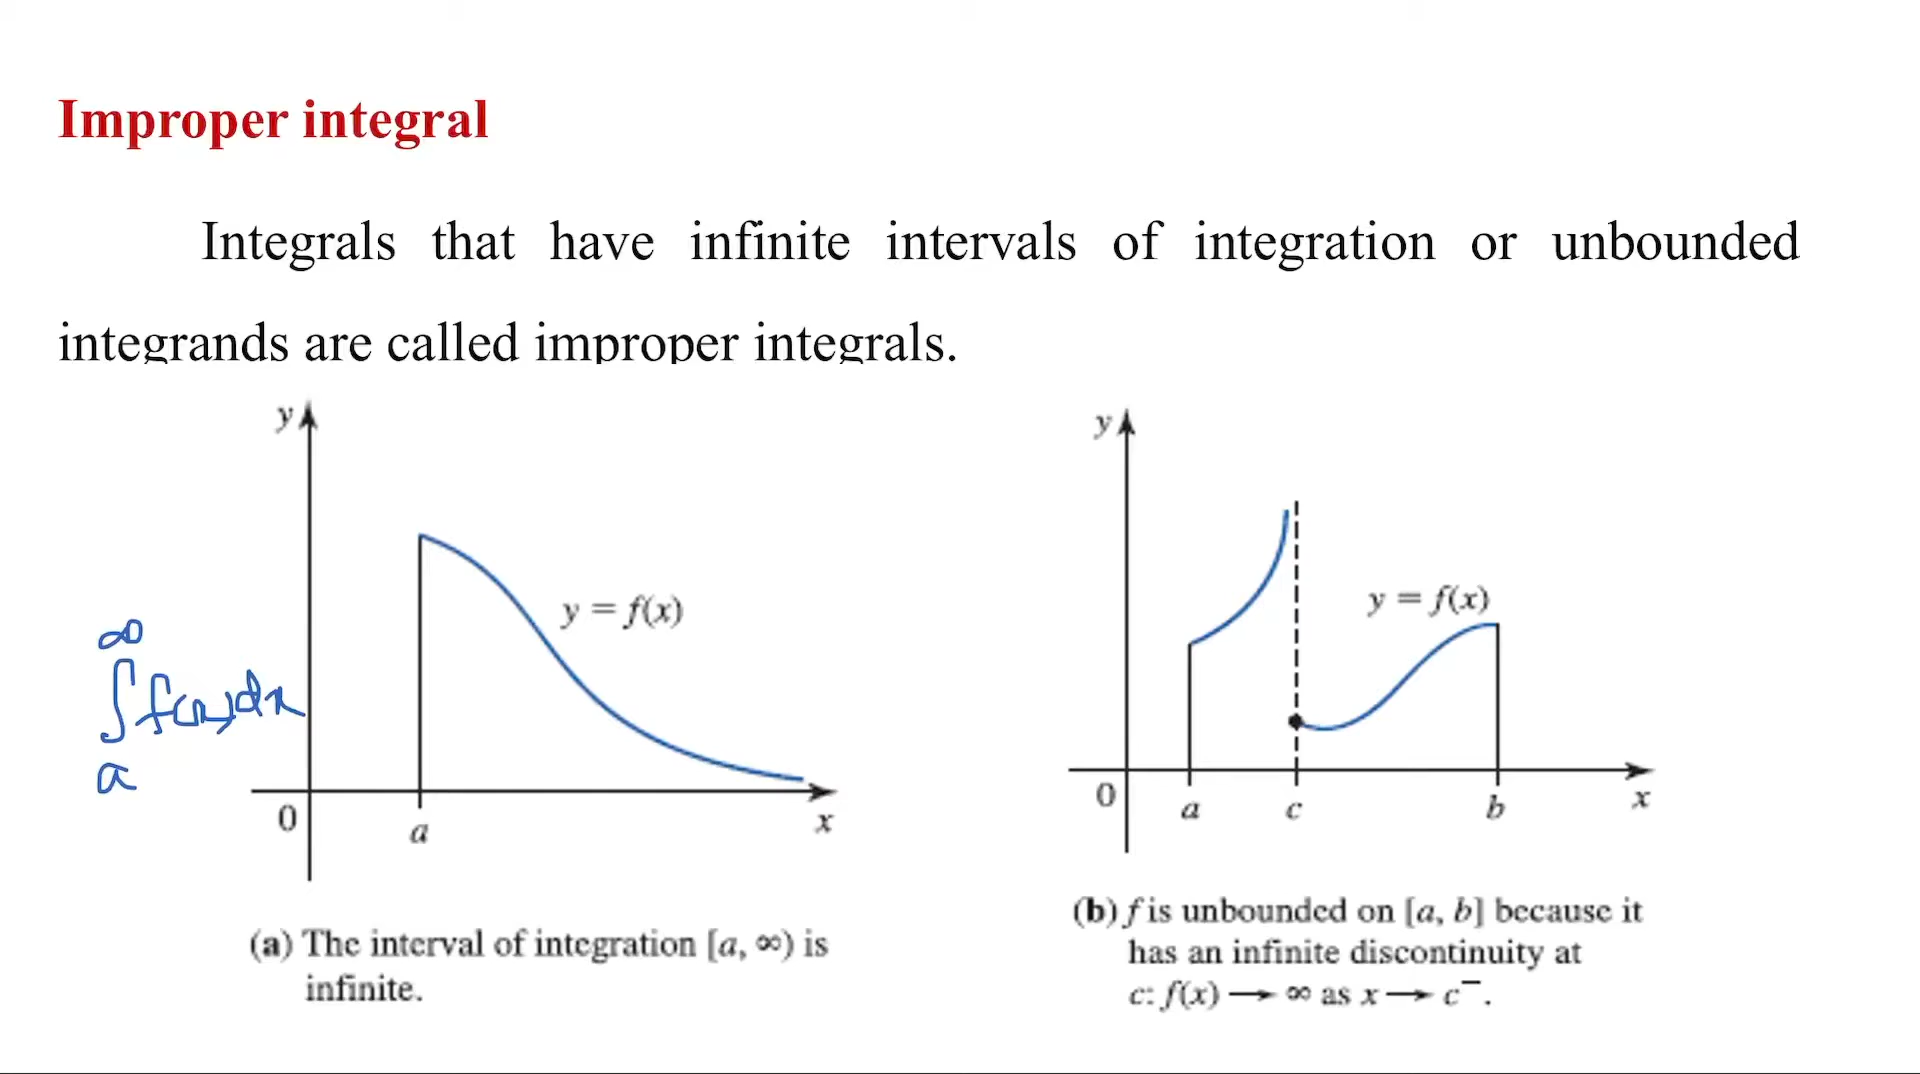 Improper integral
Integrals that have infinite intervals of integration or unbounded
integrands are called improper integrals.
y
y = f(x)
∞
∫ f(x)dx
a
0
a
x
(a) The interval of integration [a, ∞) is
infinite.
y
y = f(x)
0
a
c
b
x
(b) f is unbounded on [a, b] because it
has an infinite discontinuity at
c: f(x) → ∞ as x → c⁻.